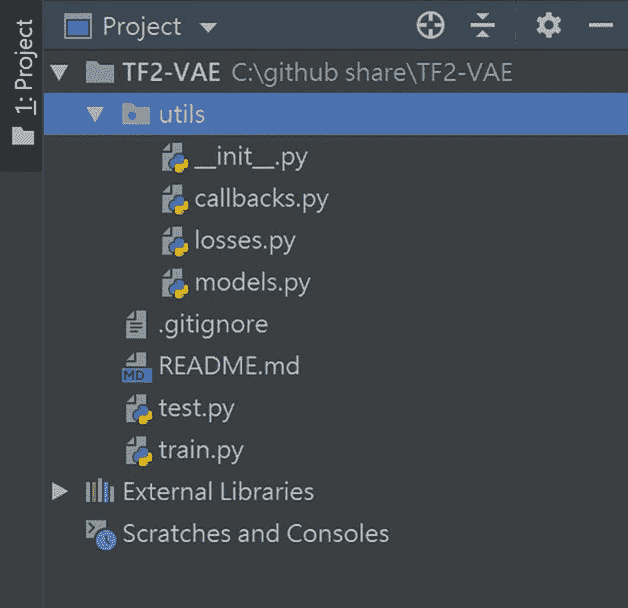 1: Project
Project
TF2-VAE C:\github share\TF2-VAE
utils
__init__.py
callbacks.py
losses.py
models.py
.gitignore
MD README.md
test.py
train.py
External Libraries
Scratches and Consoles